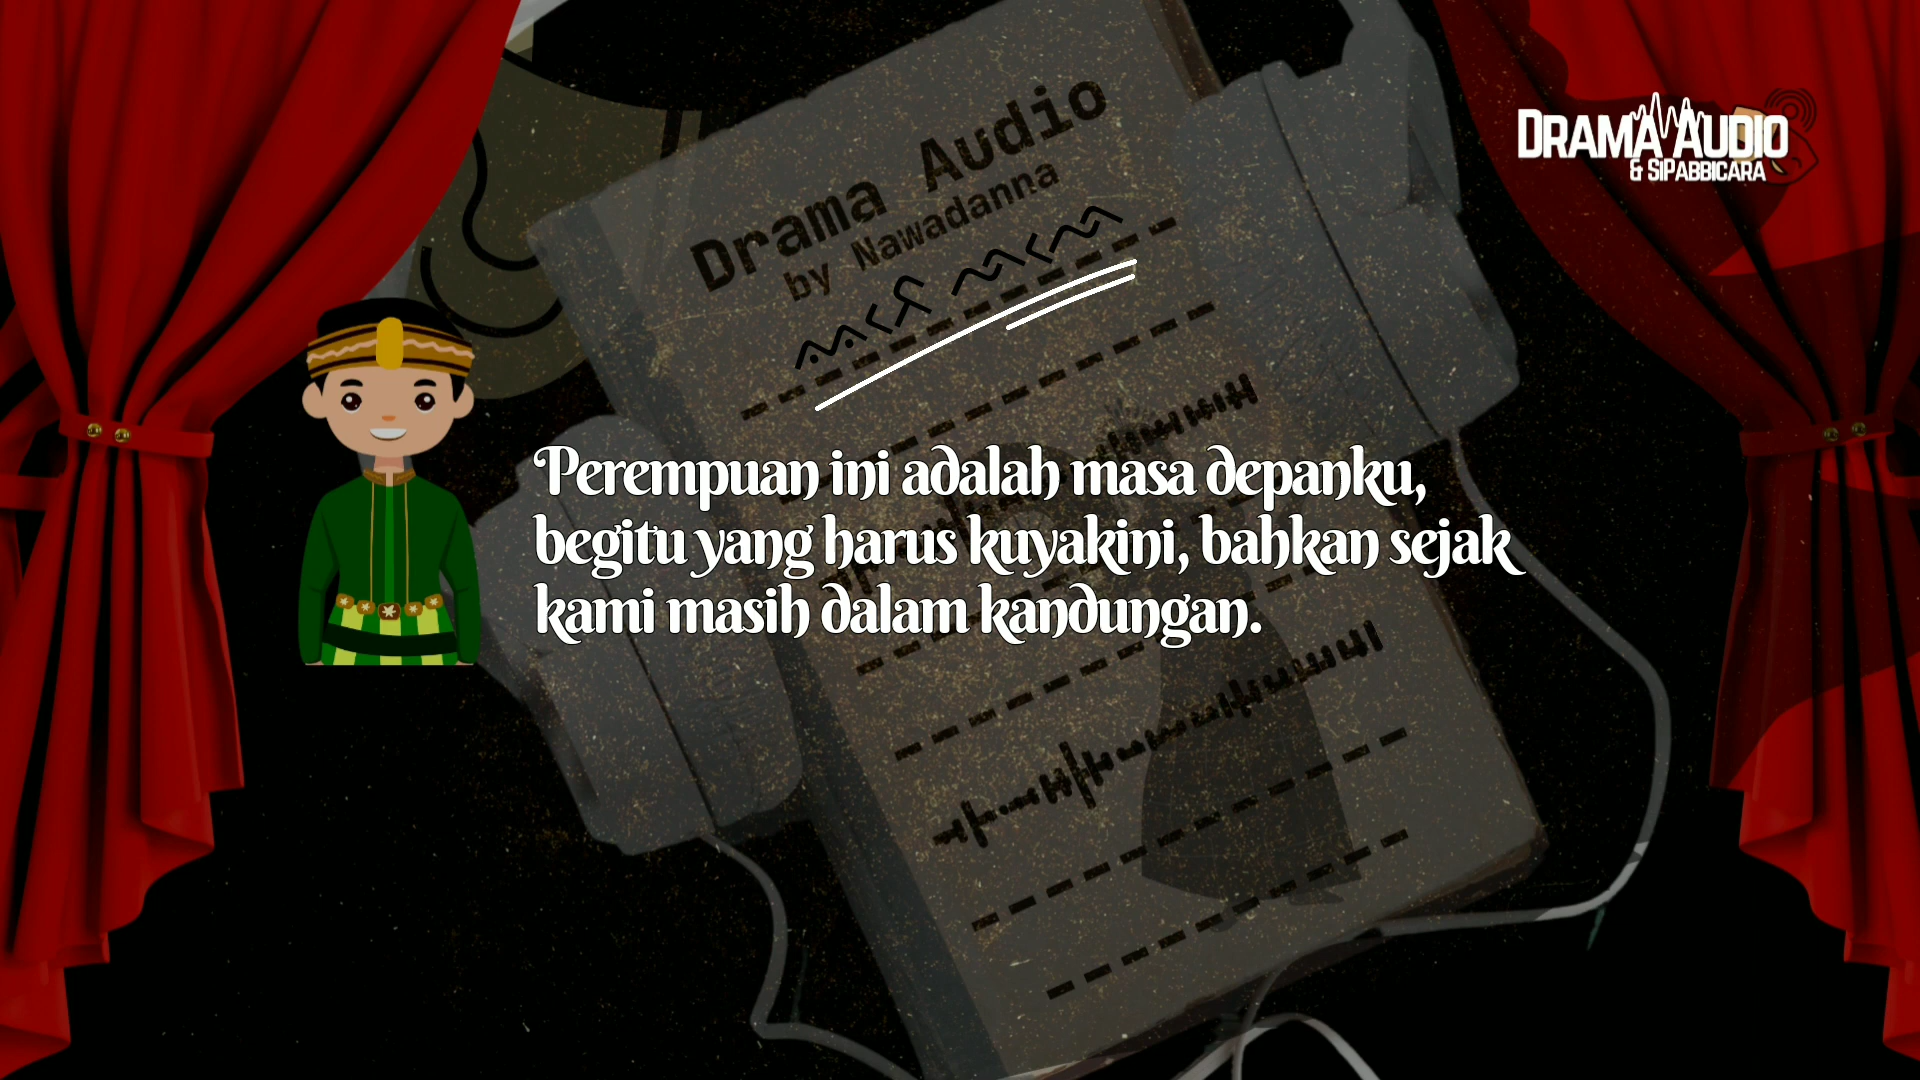 Drama Audio
by Nawadanna
DRAMA AUDIO
& SIPABBICARA
Perempuan ini adalah masa depanku,
begitu yang harus kuyakini, bahkan sejak
kami masih dalam kandungan.